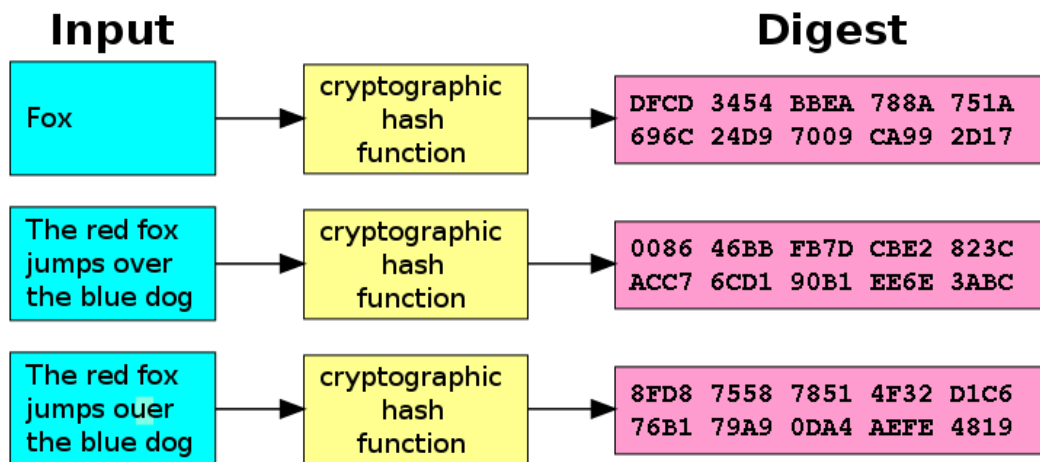 Input
Digest
Fox
cryptographic
hash
function
DFCD 3454 BBEA 788A 751A
696C 24D9 7009 CA99 2D17
The red fox
jumps over
the blue dog
cryptographic
hash
function
0086 46BB FB7D CBE2 823C
ACC7 6CD1 90B1 EE6E 3ABC
The red fox
jumps ouer
the blue dog
cryptographic
hash
function
8FD8 7558 7851 4F32 D1C6
76B1 79A9 0DA4 AEFE 4819